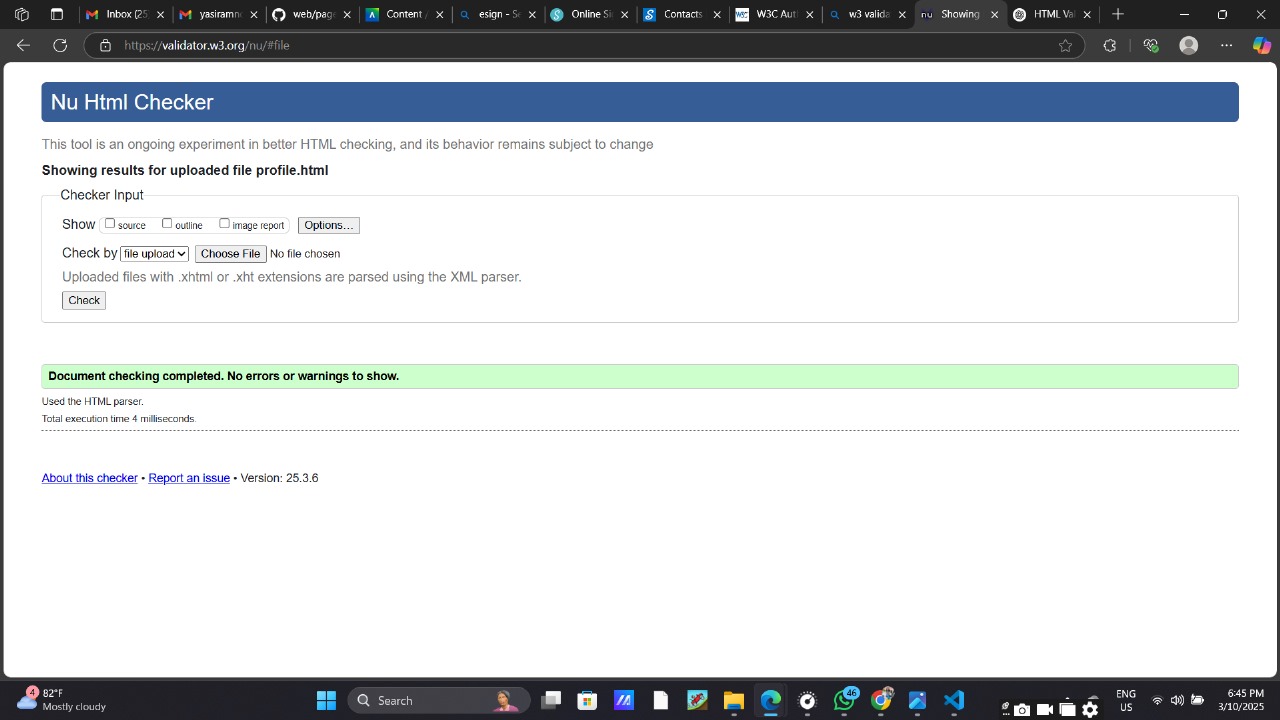 Inbox (25
yasiramn
web/page
Content A
esign - Se
Online Si
Contacts
W3C Aut
w3 valida
Showing
HTML Val
https://validator.w3.org/nu/#file
Nu Html Checker
This tool is an ongoing experiment in better HTML checking, and its behavior remains subject to change
Showing results for uploaded file profile.html
Checker Input
Show source outline image report Options...
Check by file upload Choose File No file chosen
Uploaded files with .xhtml or .xht extensions are parsed using the XML parser.
Check
Document checking completed. No errors or warnings to show.
Used the HTML parser.
Total execution time 4 milliseconds.
About this checker • Report an issue • Version: 25.3.6
4
82°F
Mostly cloudy
Search
46
ENG
US
6:45 PM
3/10/2025